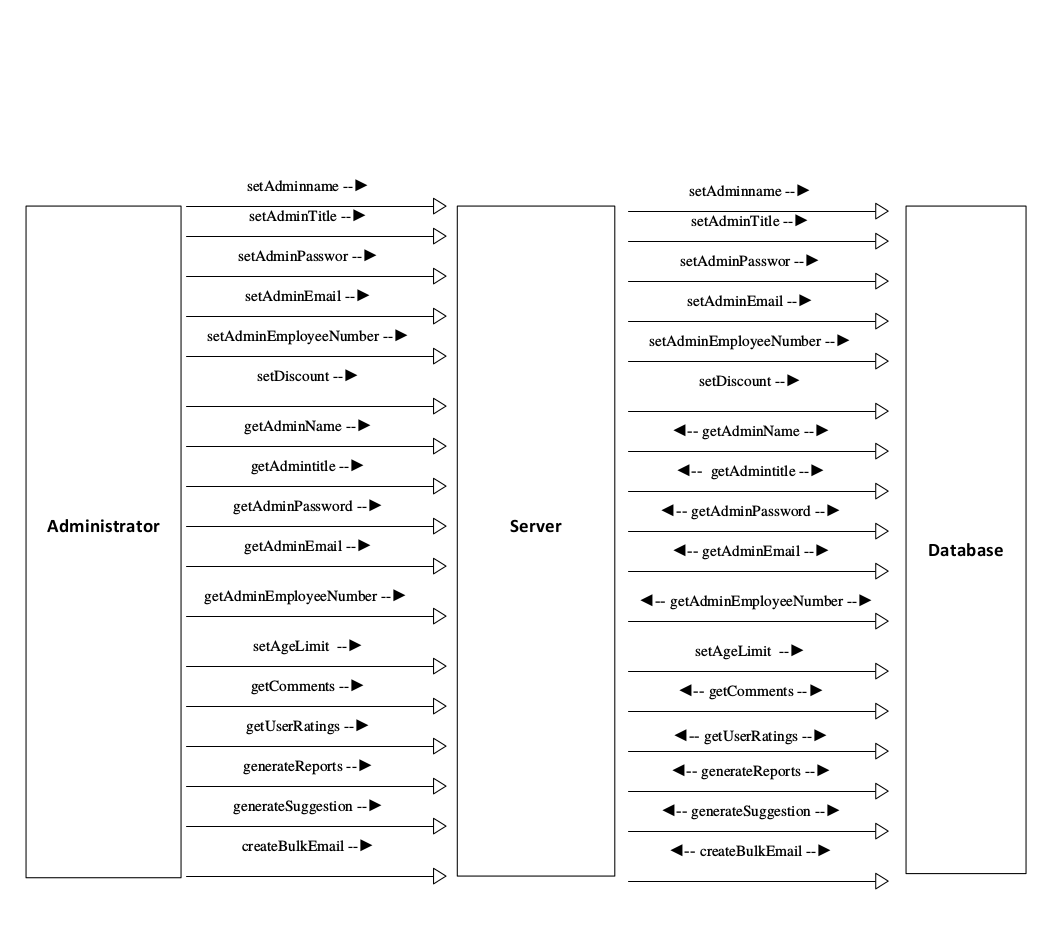 setAdminname --►
setAdminTitle --►
setAdminPasswor --►
setAdminEmail --►
setAdminEmployeeNumber --►
setDiscount --►
getAdminName --►
getAdmintitle --►
getAdminPassword --►
getAdminEmail --►
getAdminEmployeeNumber --►
setAgeLimit --►
getComments --►
getUserRatings --►
generateReports --►
generateSuggestion --►
createBulkEmail --►
setAdminname --►
setAdminTitle --►
setAdminPasswor --►
setAdminEmail --►
setAdminEmployeeNumber --►
setDiscount --►
◄-- getAdminName --►
◄-- getAdmintitle --►
◄-- getAdminPassword --►
◄-- getAdminEmail --►
◄-- getAdminEmployeeNumber --►
setAgeLimit --►
◄-- getComments --►
◄-- getUserRatings --►
◄-- generateReports --►
◄-- generateSuggestion --►
◄-- createBulkEmail --►
Administrator
Server
Database